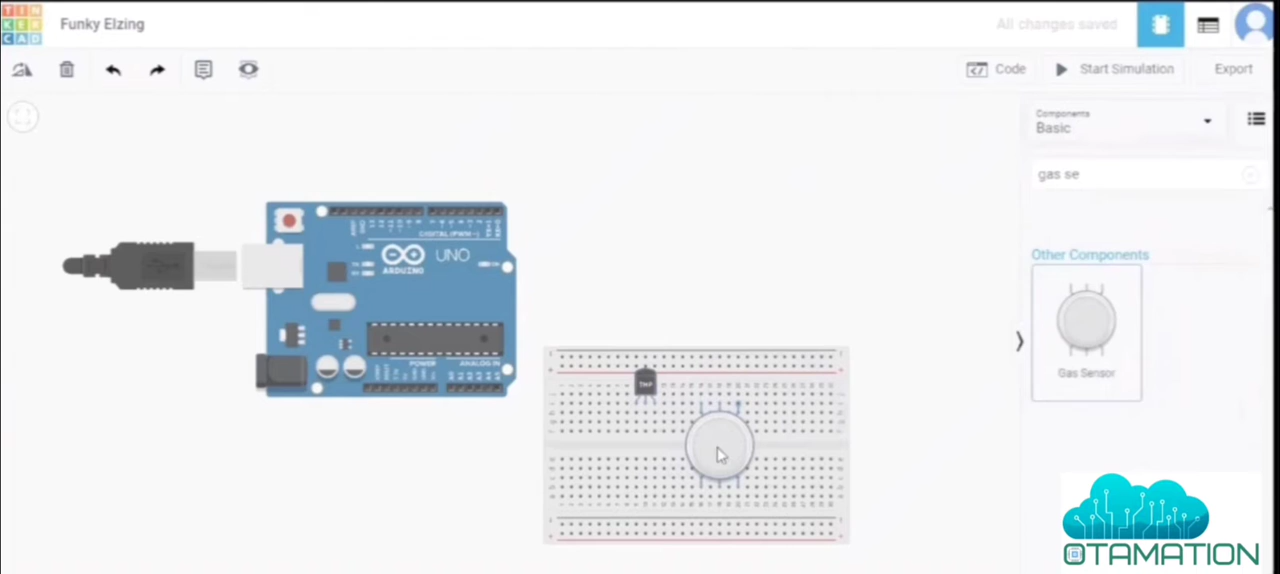 TIN
KER
CAD
Funky Elzing
All changes saved
Code
Start Simulation
Export
Components
Basic
gas se
Other Components
Gas Sensor
DIGITAL (PWM~)
UNO
ARDUINO
POWER
ANALOG IN
TMP
OTAMATION